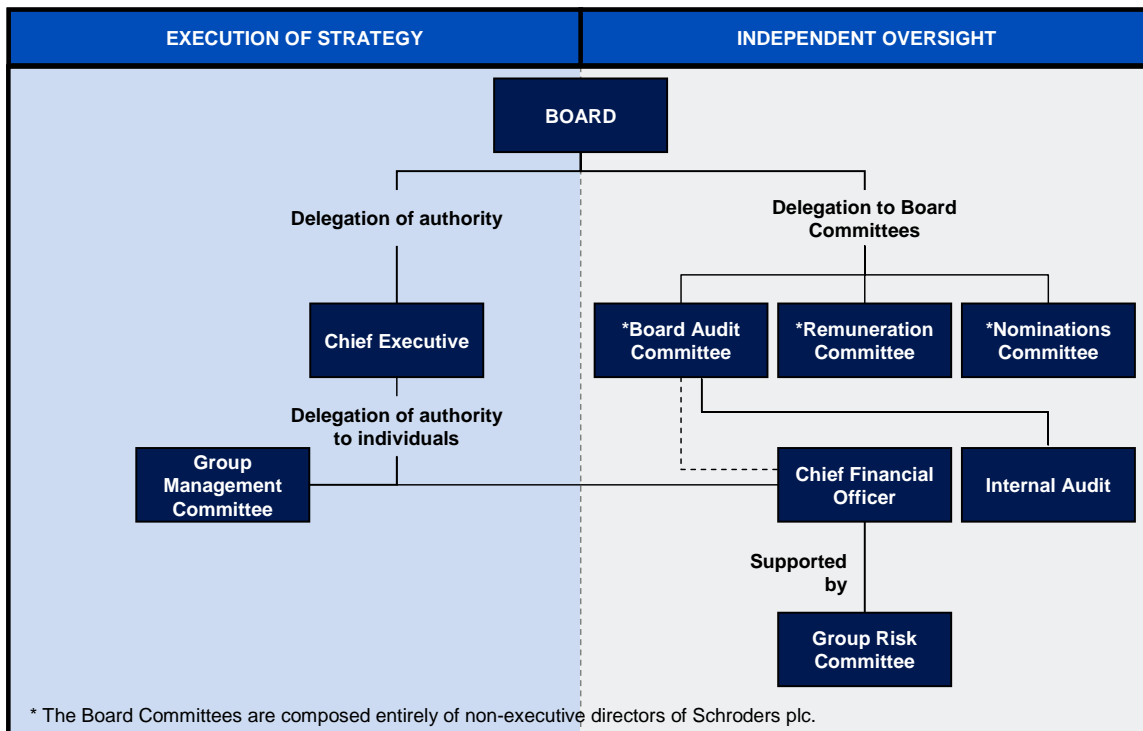 EXECUTION OF STRATEGY
INDEPENDENT OVERSIGHT
BOARD
Delegation of authority
Delegation to Board
Committees
Chief Executive
*Board Audit
Committee
*Remuneration
Committee
*Nominations
Committee
Delegation of authority
to individuals
Group
Management
Committee
Chief Financial
Officer
Internal Audit
Supported
by
Group Risk
Committee
* The Board Committees are composed entirely of non-executive directors of Schroders plc.